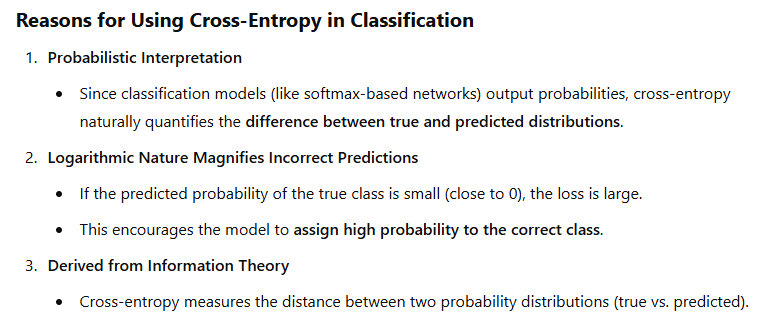 Reasons for Using Cross-Entropy in Classification
1. Probabilistic Interpretation
• Since classification models (like softmax-based networks) output probabilities, cross-entropy
naturally quantifies the difference between true and predicted distributions.
2. Logarithmic Nature Magnifies Incorrect Predictions
• If the predicted probability of the true class is small (close to 0), the loss is large.
• This encourages the model to assign high probability to the correct class.
3. Derived from Information Theory
• Cross-entropy measures the distance between two probability distributions (true vs. predicted).